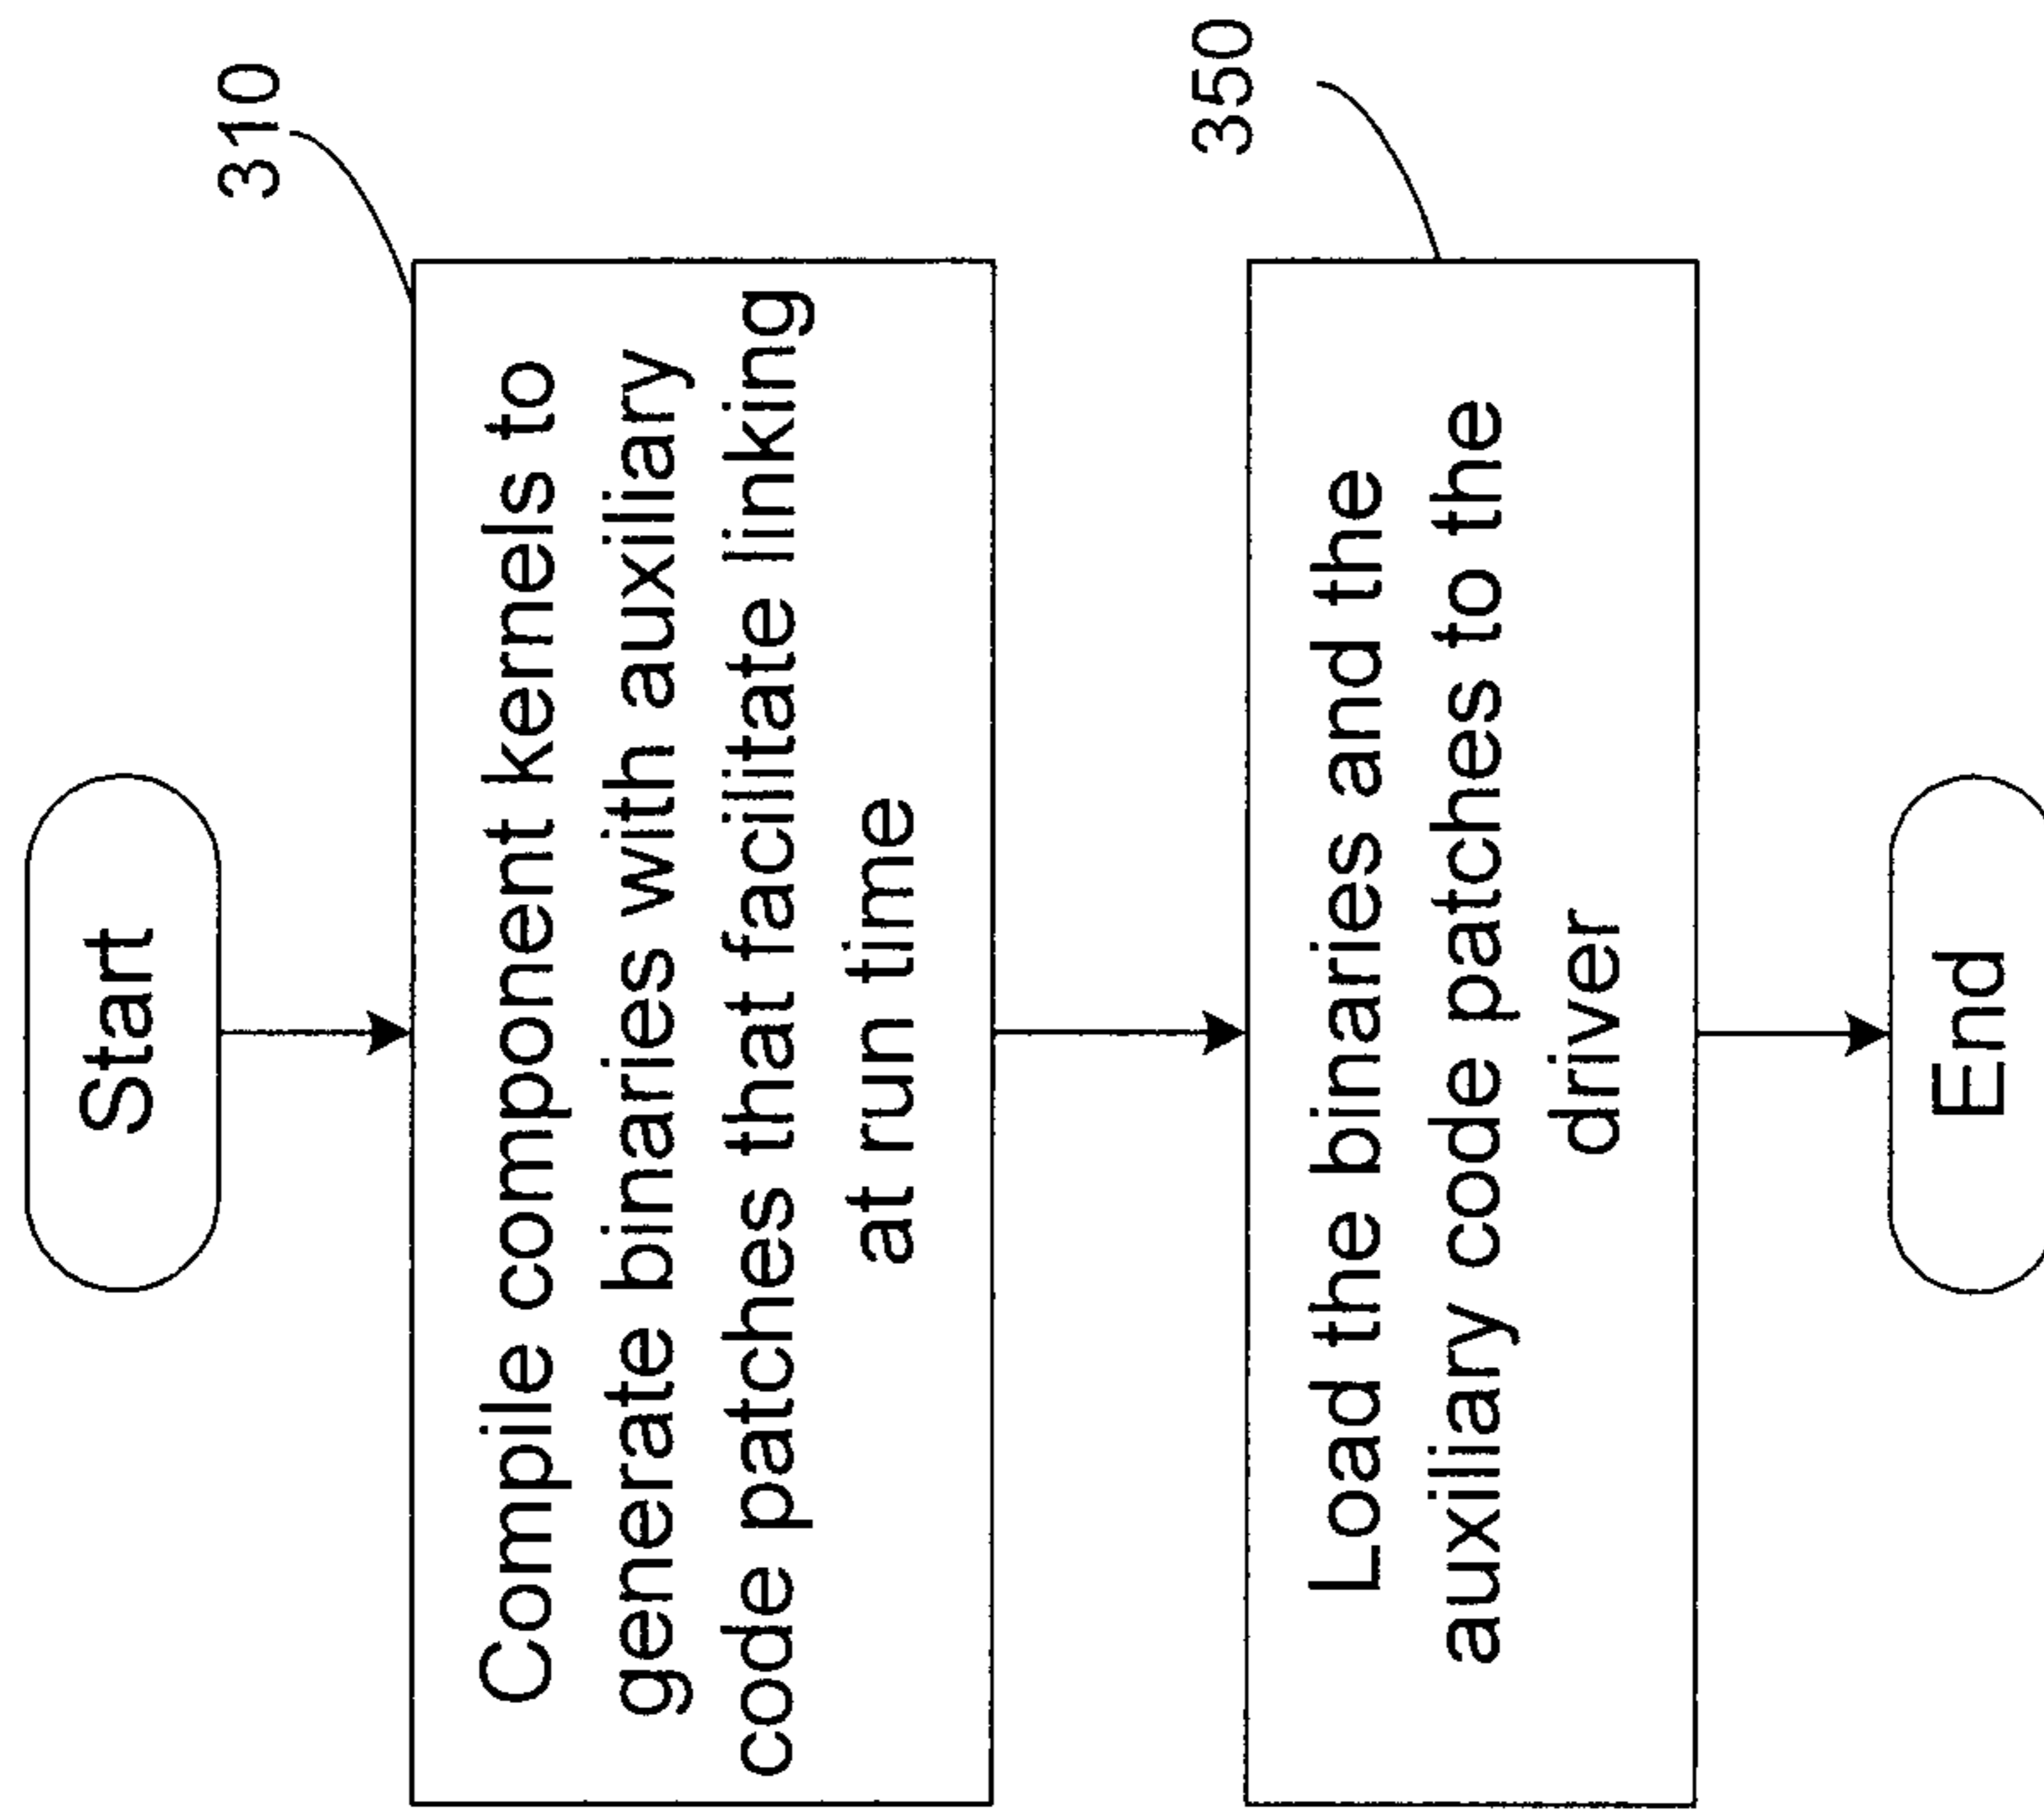 Start
310
Compile component kernels to
generate binaries with auxiliary
code patches that facilitate linking
at run time
350
Load the binaries and the
auxiliary code patches to the
driver
End